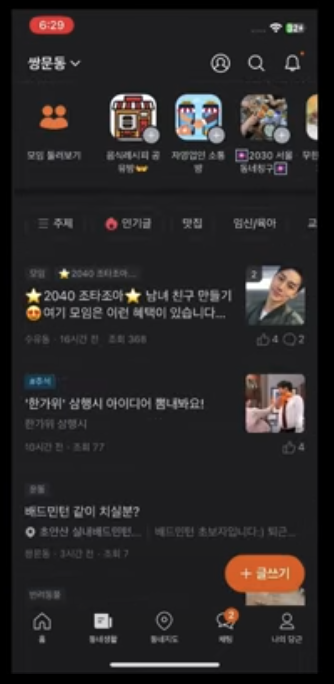 6:29
쌍문동
모임 둘러보기
음식레시피 공
유방
자영업인 소통
방
2030 서울
동네친구
주제
인기글
맛집
임신/육아
교
모임
⭐2040 조타조아...
⭐2040 조타조아⭐ 남녀 친구 만들기
😍여기 모임은 이런 혜택이 있습니다...
수유동 · 16시간 전 · 조회 368
2
4
2
#추석
'한가위' 삼행시 아이디어 뽐내봐요!
한가위 삼행시
10시간 전 · 조회 77
4
운동
배드민턴 같이 치실분?
초안산 실내배드민턴...
배드민턴 초보자입니다:) 퇴근...
쌍문동 · 3시간 전 · 조회 7
반려동물
+ 글쓰기
홈
동네생활
동네지도
2
채팅
나의 당근